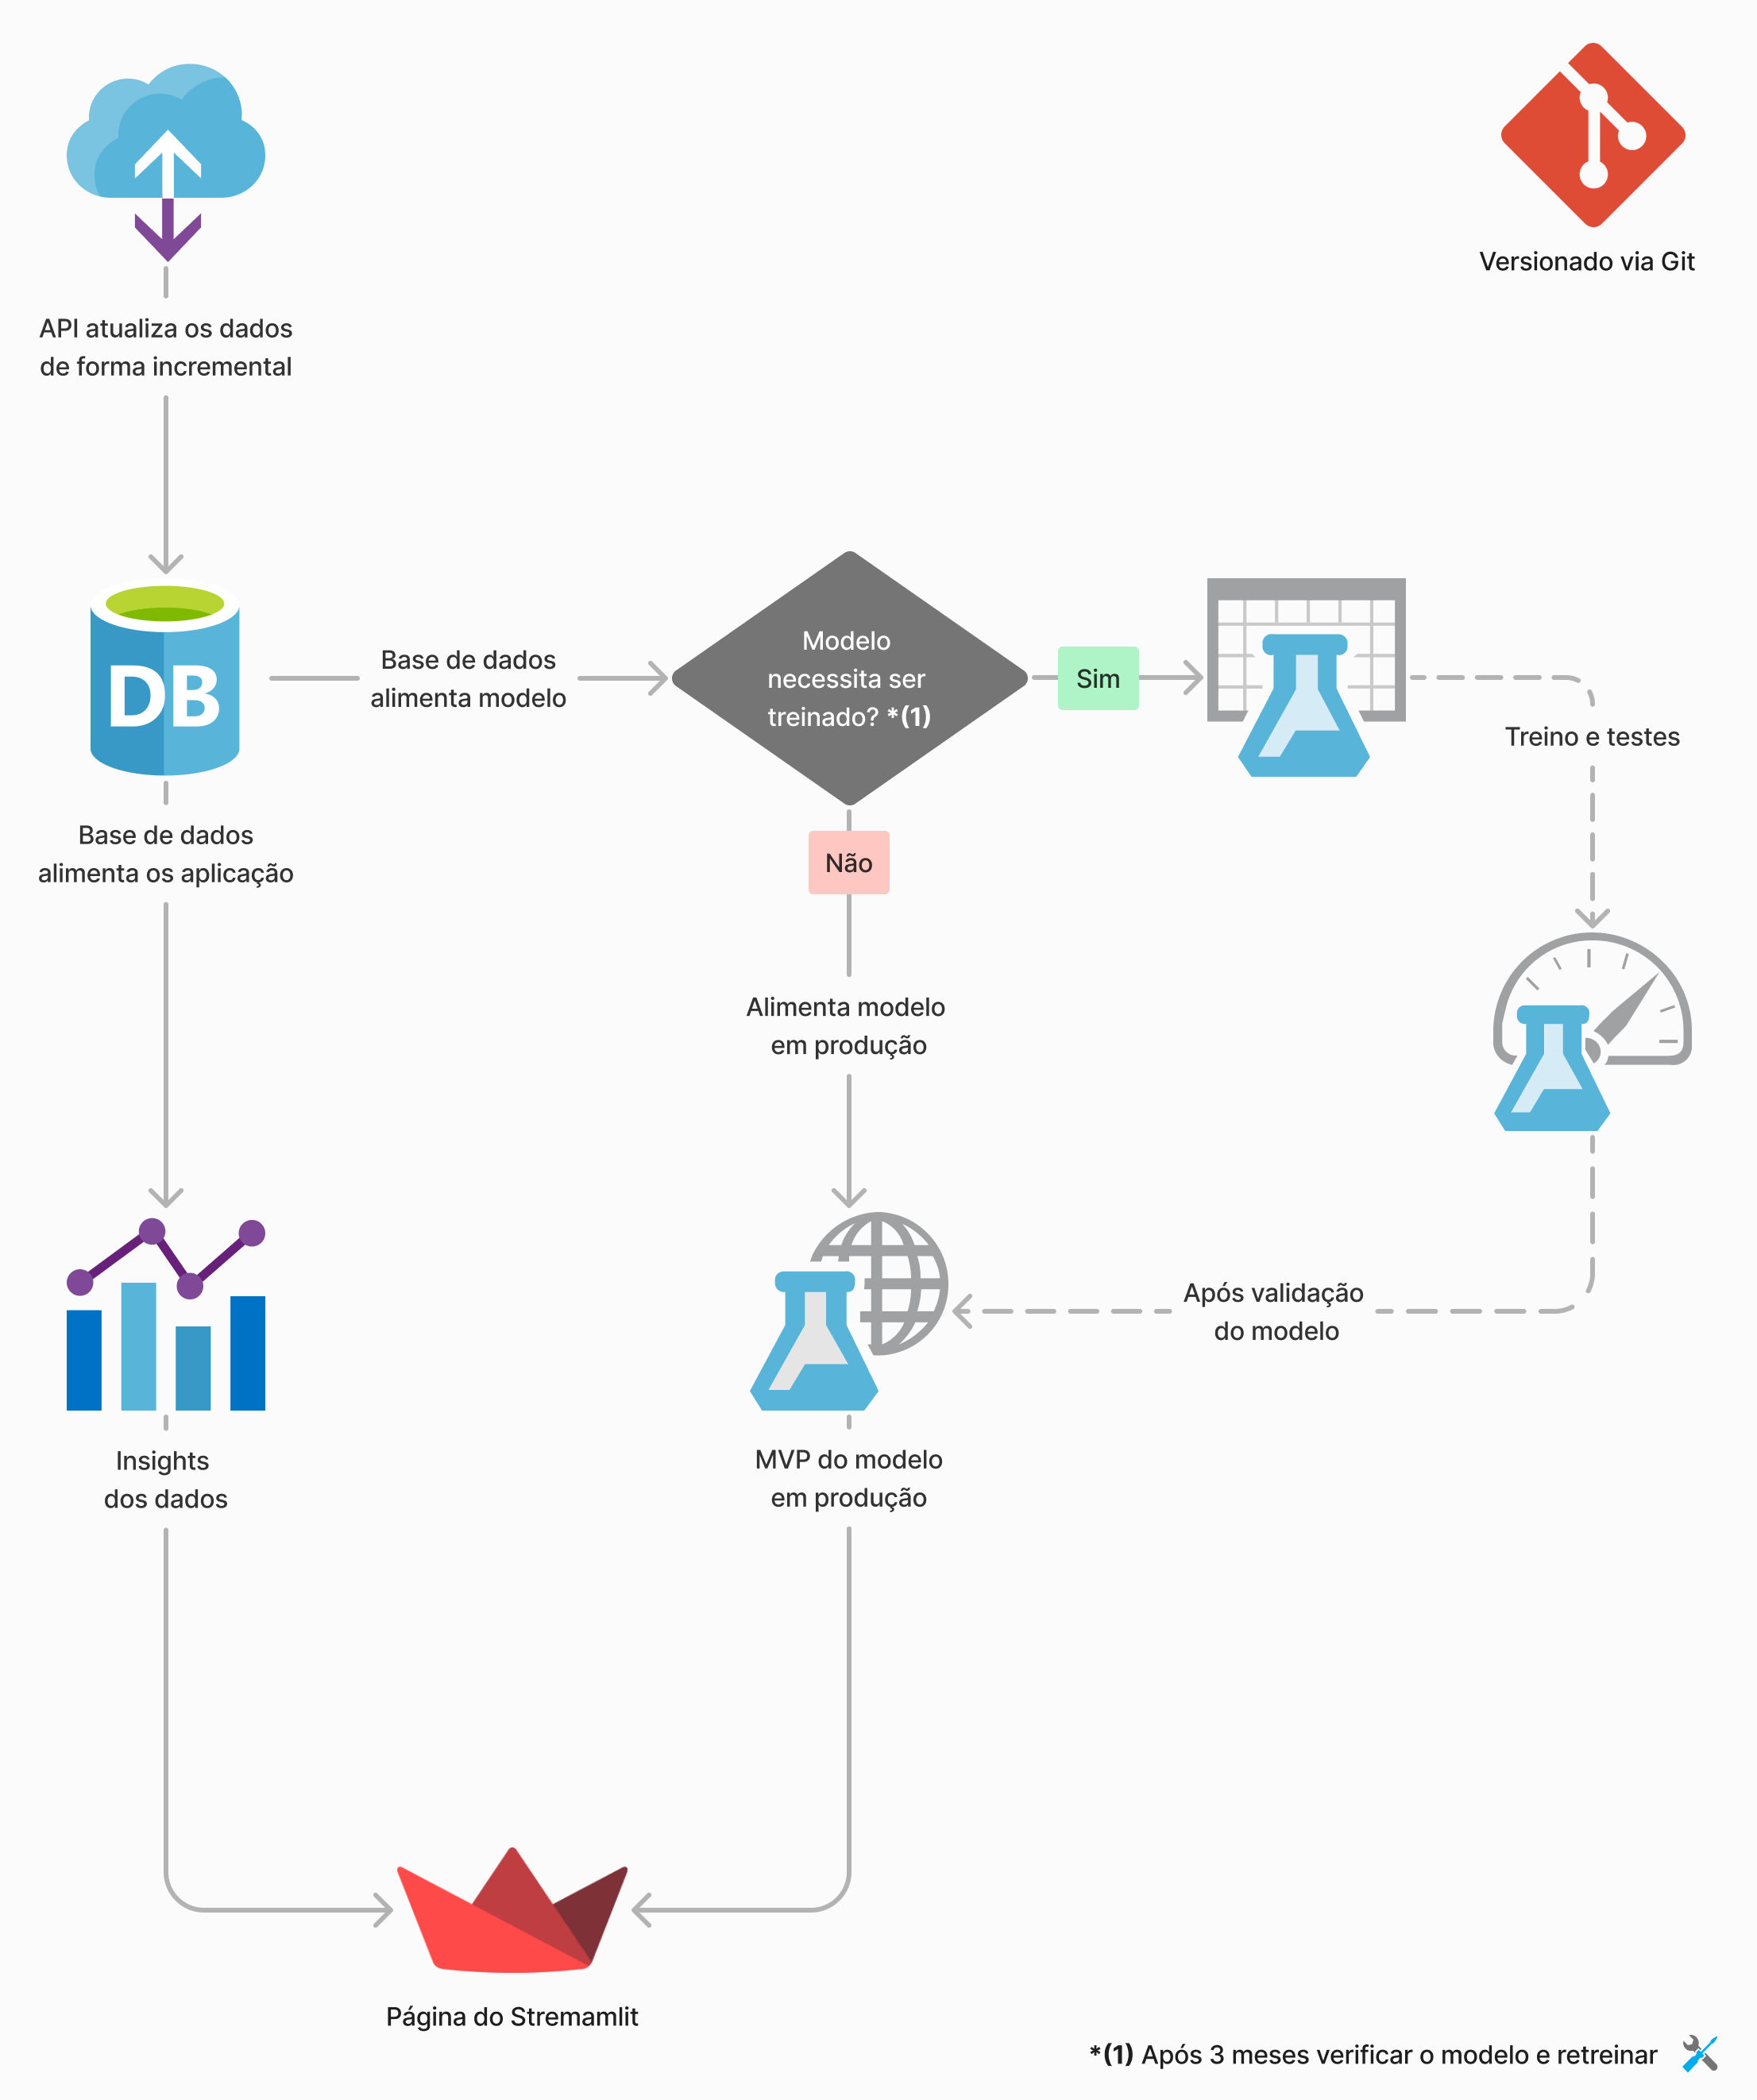 Versionado via Git
API atualiza os dados
de forma incremental
DB
Base de dados
alimenta modelo
Modelo
necessita ser
treinado? *(1)
Sim
Treino e testes
Base de dados
alimenta os aplicação
Não
Alimenta modelo
em produção
Após validação
do modelo
Insights
dos dados
MVP do modelo
em produção
Página do Stremamlit
*(1) Após 3 meses verificar o modelo e retreinar